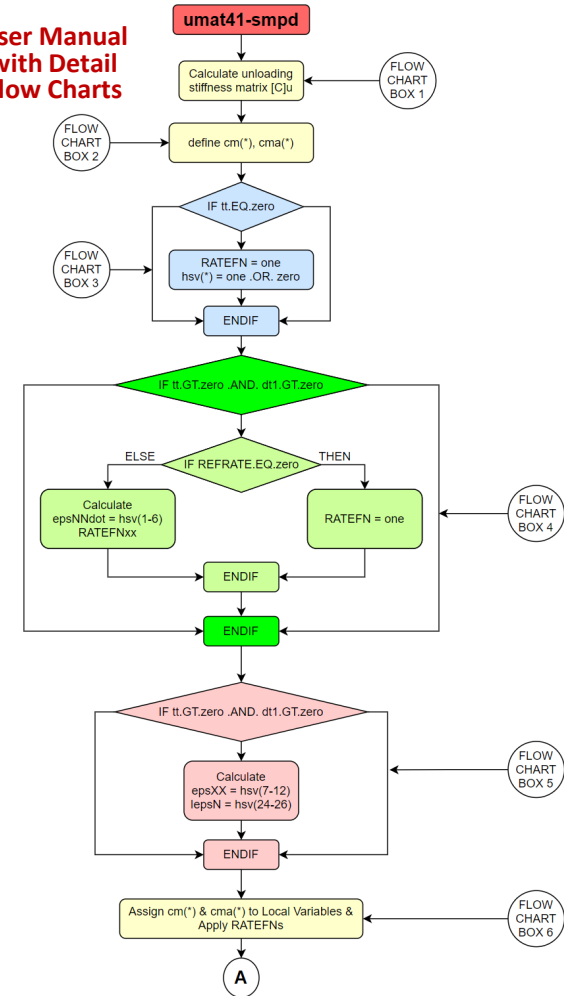 umat41-smpd
ser Manual
with Detail
low Charts
Calculate unloading
stiffness matrix [C]u
FLOW
CHART
BOX 1
FLOW
CHART
BOX 2
define cm(*), cma(*)
IF tt.EQ.zero
FLOW
CHART
BOX 3
RATEFN = one
hsv(*) = one .OR. zero
ENDIF
IF tt.GT.zero .AND. dt1.GT.zero
ELSE
IF REFRATE.EQ.zero
THEN
Calculate
epsNNdot = hsv(1-6)
RATEFNxx
RATEFN = one
FLOW
CHART
BOX 4
ENDIF
ENDIF
IF tt.GT.zero .AND. dt1.GT.zero
Calculate
epsXX = hsv(7-12)
lepsN = hsv(24-26)
FLOW
CHART
BOX 5
ENDIF
Assign cm(*) & cma(*) to Local Variables &
Apply RATEFNs
FLOW
CHART
BOX 6
A